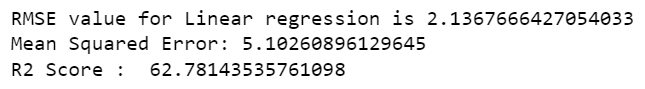 RMSE value for Linear regression is 2.1367666427054033
Mean Squared Error: 5.10260896129645
R2 Score :  62.78143535761098